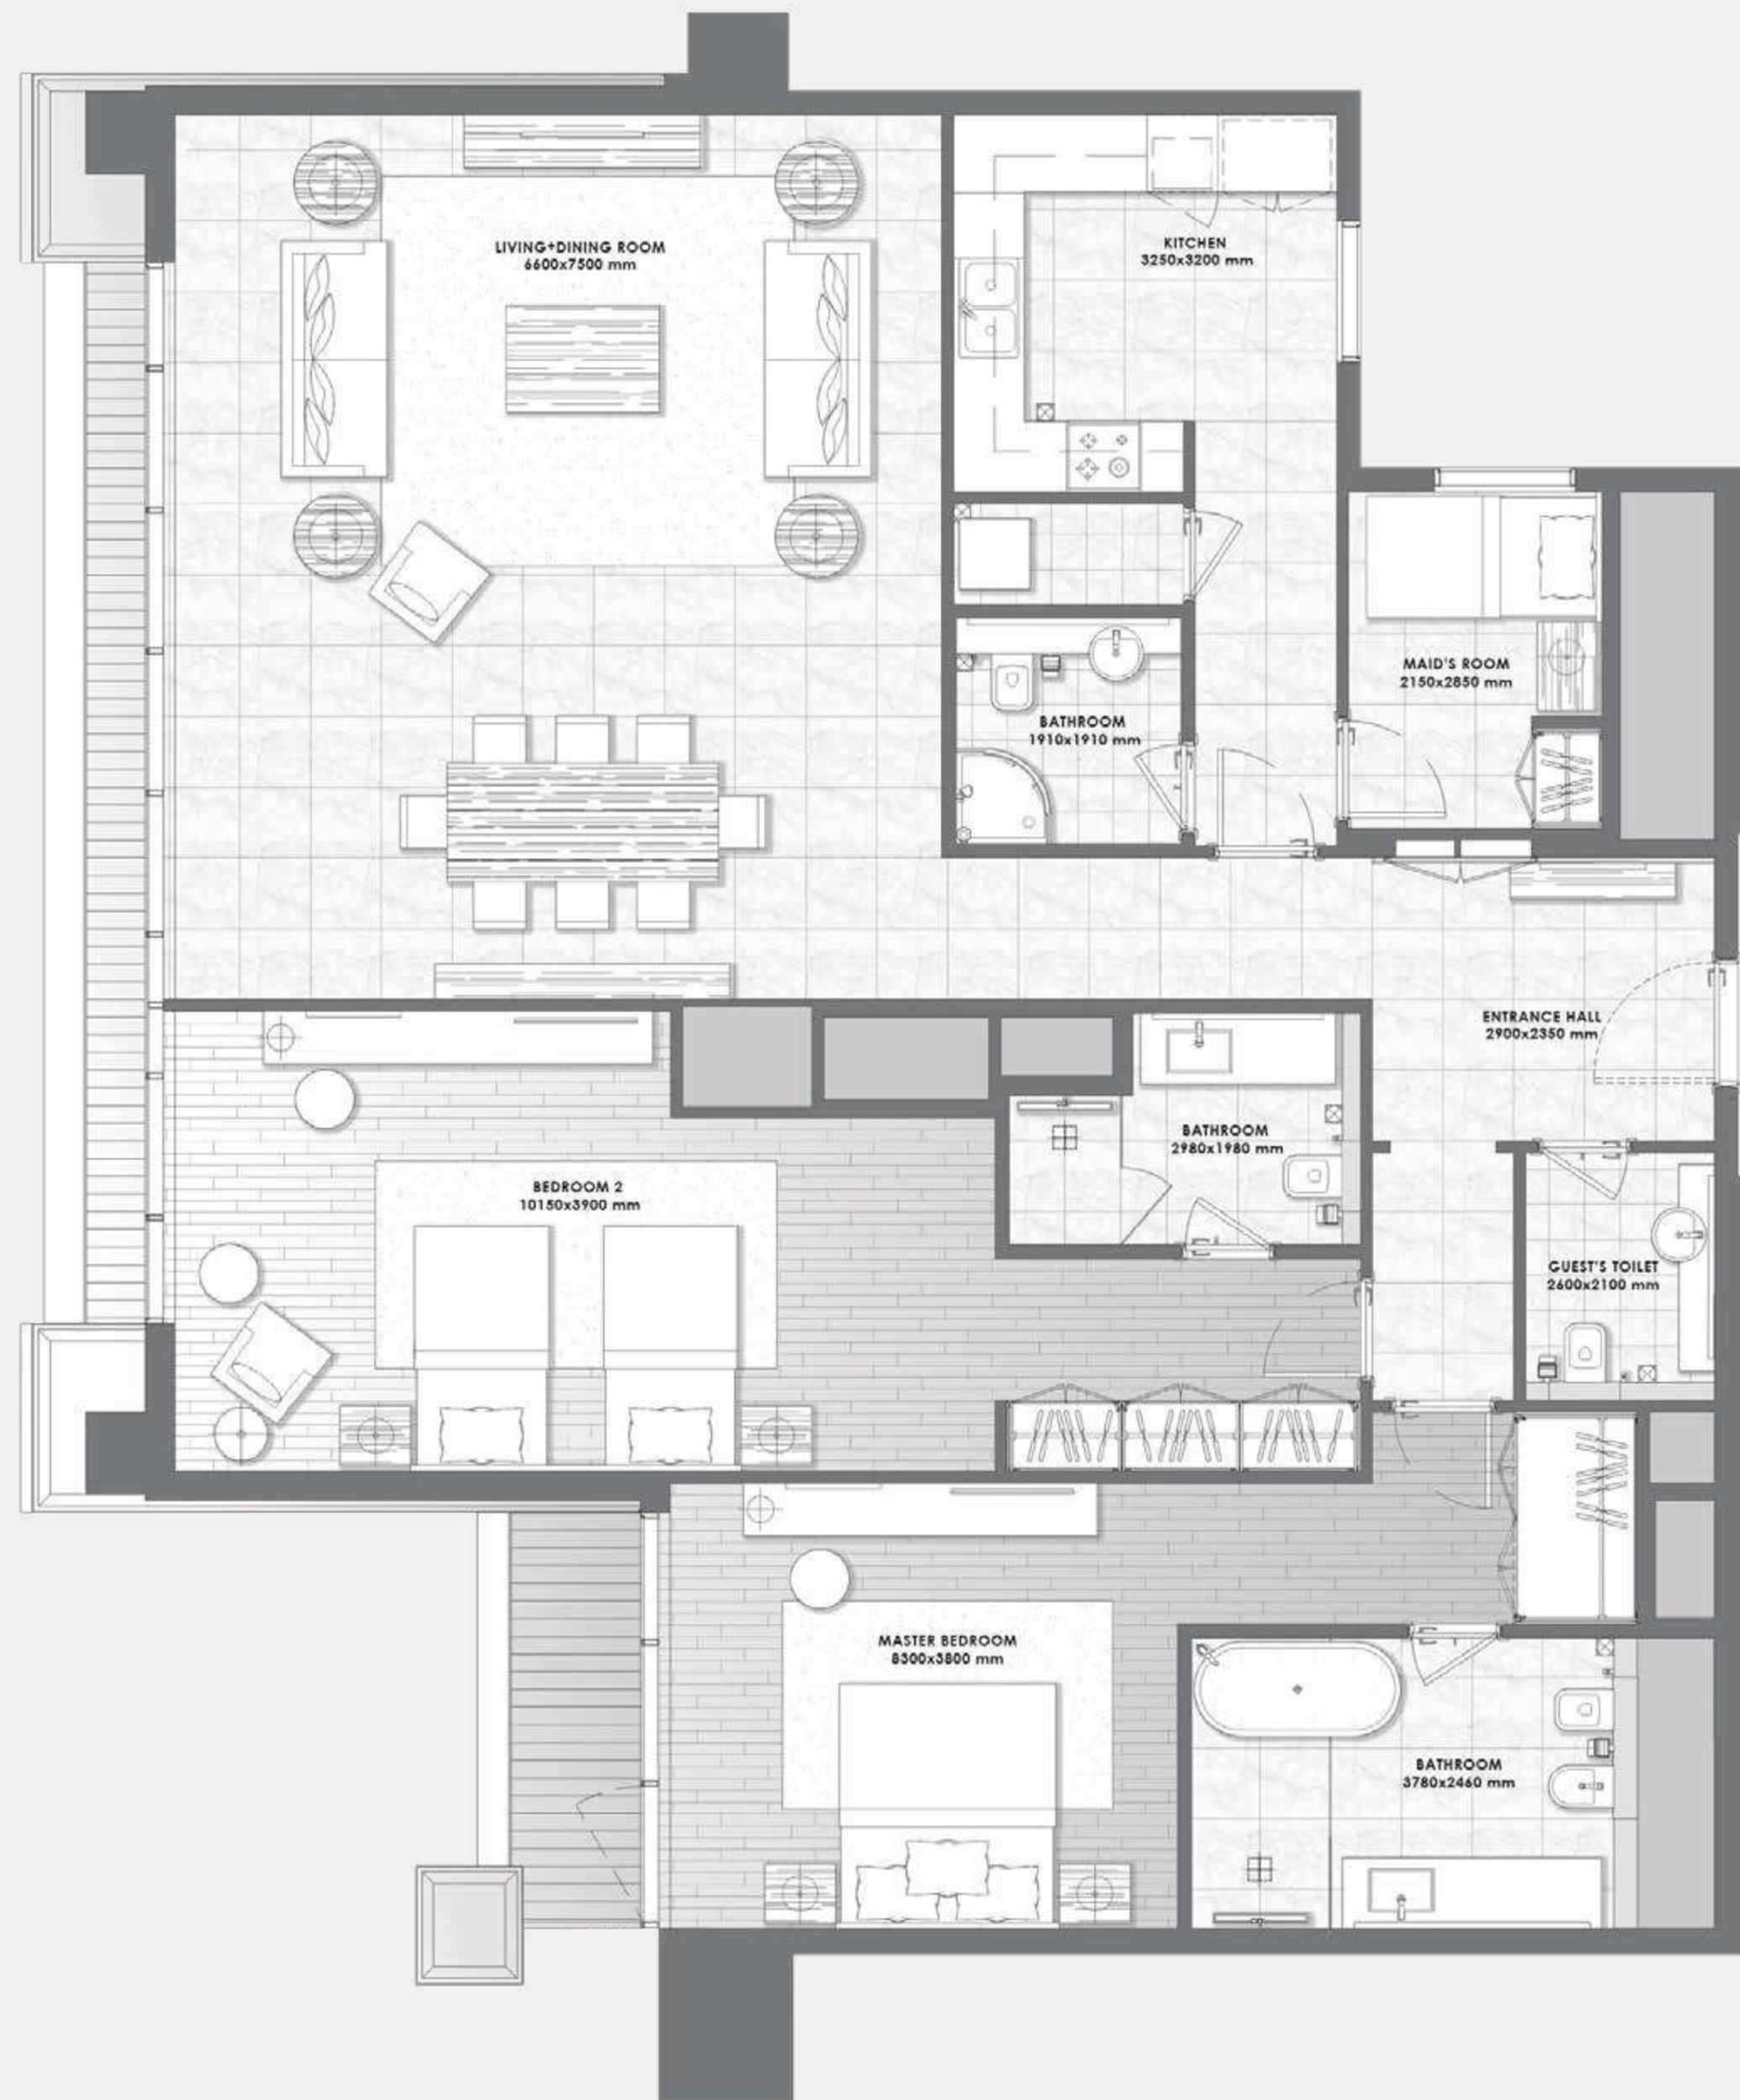 LIVING+DINING ROOM
6600x7500 mm
KITCHEN
3250x3200 mm
MAID'S ROOM
2150x2850 mm
BATHROOM
1910x1910 mm
ENTRANCE HALL
2900x2350 mm
BATHROOM
2980x1980 mm
BEDROOM 2
10150x3900 mm
GUEST'S TOILET
2600x2100 mm
MASTER BEDROOM
8300x3800 mm
BATHROOM
3780x2460 mm